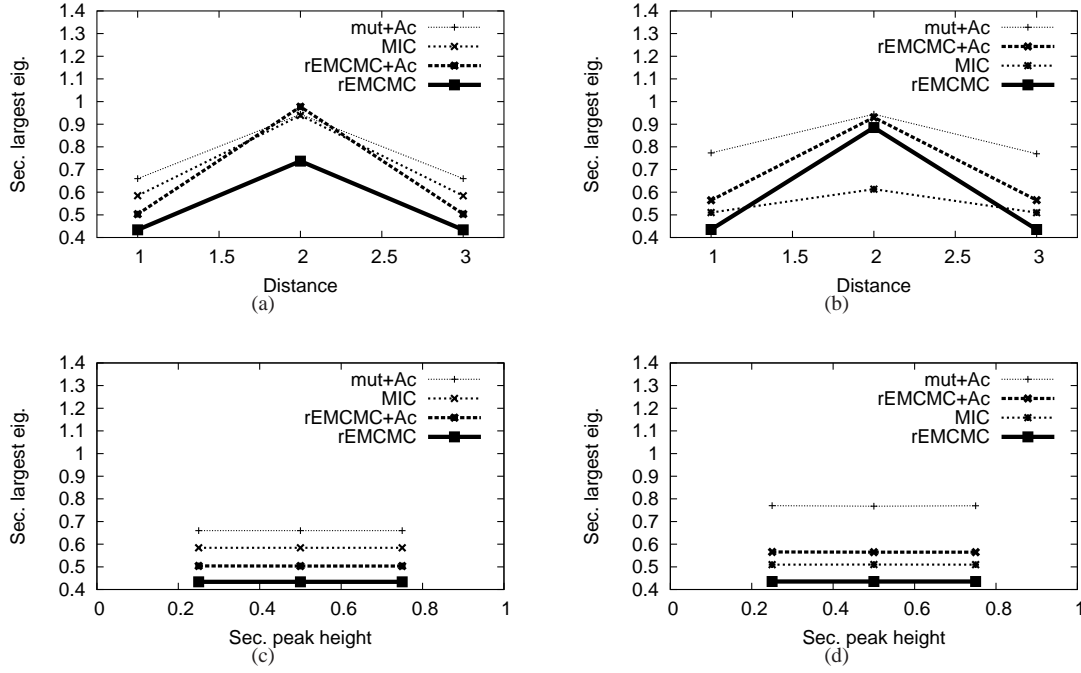 1.4
1.3
1.2
1.1
1
0.9
0.8
0.7
0.6
0.5
0.4
Sec. largest eig.
mut+Ac
MIC
rEMCMC+Ac
rEMCMC
1 1.5 2 2.5 3
Distance
(a)
1.4
1.3
1.2
1.1
1
0.9
0.8
0.7
0.6
0.5
0.4
Sec. largest eig.
mut+Ac
rEMCMC+Ac
MIC
rEMCMC
1 1.5 2 2.5 3
Distance
(b)
1.4
1.3
1.2
1.1
1
0.9
0.8
0.7
0.6
0.5
0.4
Sec. largest eig.
mut+Ac
MIC
rEMCMC+Ac
rEMCMC
0 0.2 0.4 0.6 0.8 1
Sec. peak height
(c)
1.4
1.3
1.2
1.1
1
0.9
0.8
0.7
0.6
0.5
0.4
Sec. largest eig.
mut+Ac
rEMCMC+Ac
MIC
rEMCMC
0 0.2 0.4 0.6 0.8 1
Sec. peak height
(d)